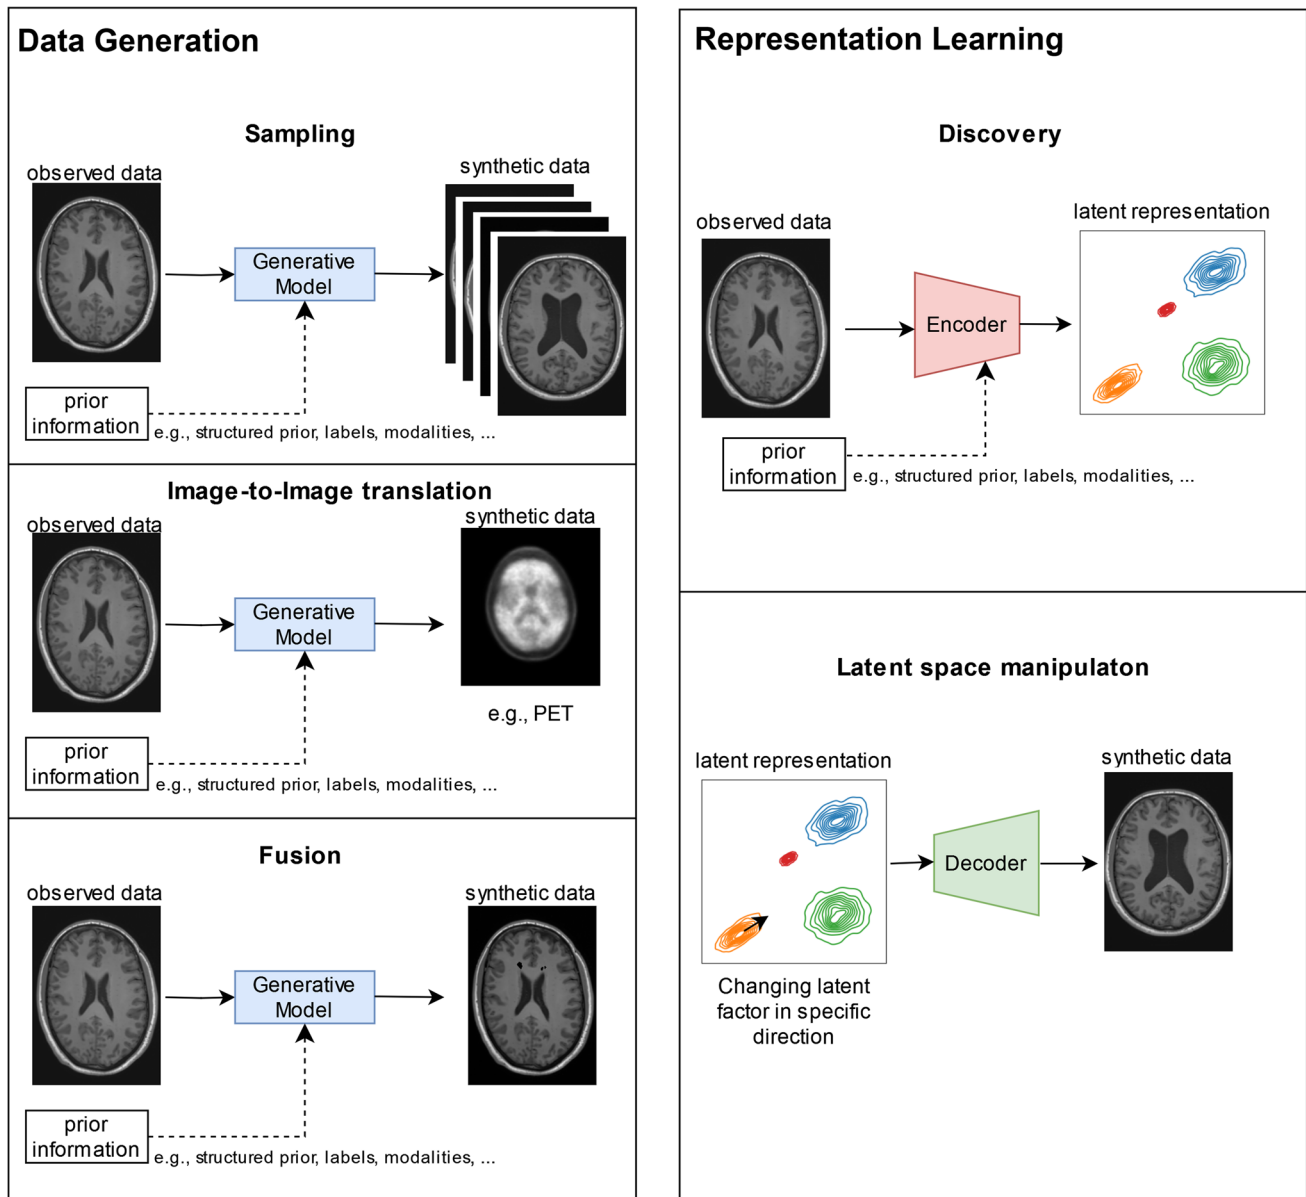 Data Generation
Sampling
observed data
synthetic data
Generative
Model
prior
information
e.g., structured prior, labels, modalities, ...
Image-to-Image translation
observed data
synthetic data
Generative
Model
e.g., PET
prior
information
e.g., structured prior, labels, modalities, ...
Fusion
observed data
synthetic data
Generative
Model
prior
information
e.g., structured prior, labels, modalities, ...
Representation Learning
Discovery
observed data
latent representation
Encoder
prior
information
e.g., structured prior, labels, modalities, ...
Latent space manipulaton
latent representation
synthetic data
Decoder
Changing latent
factor in specific
direction